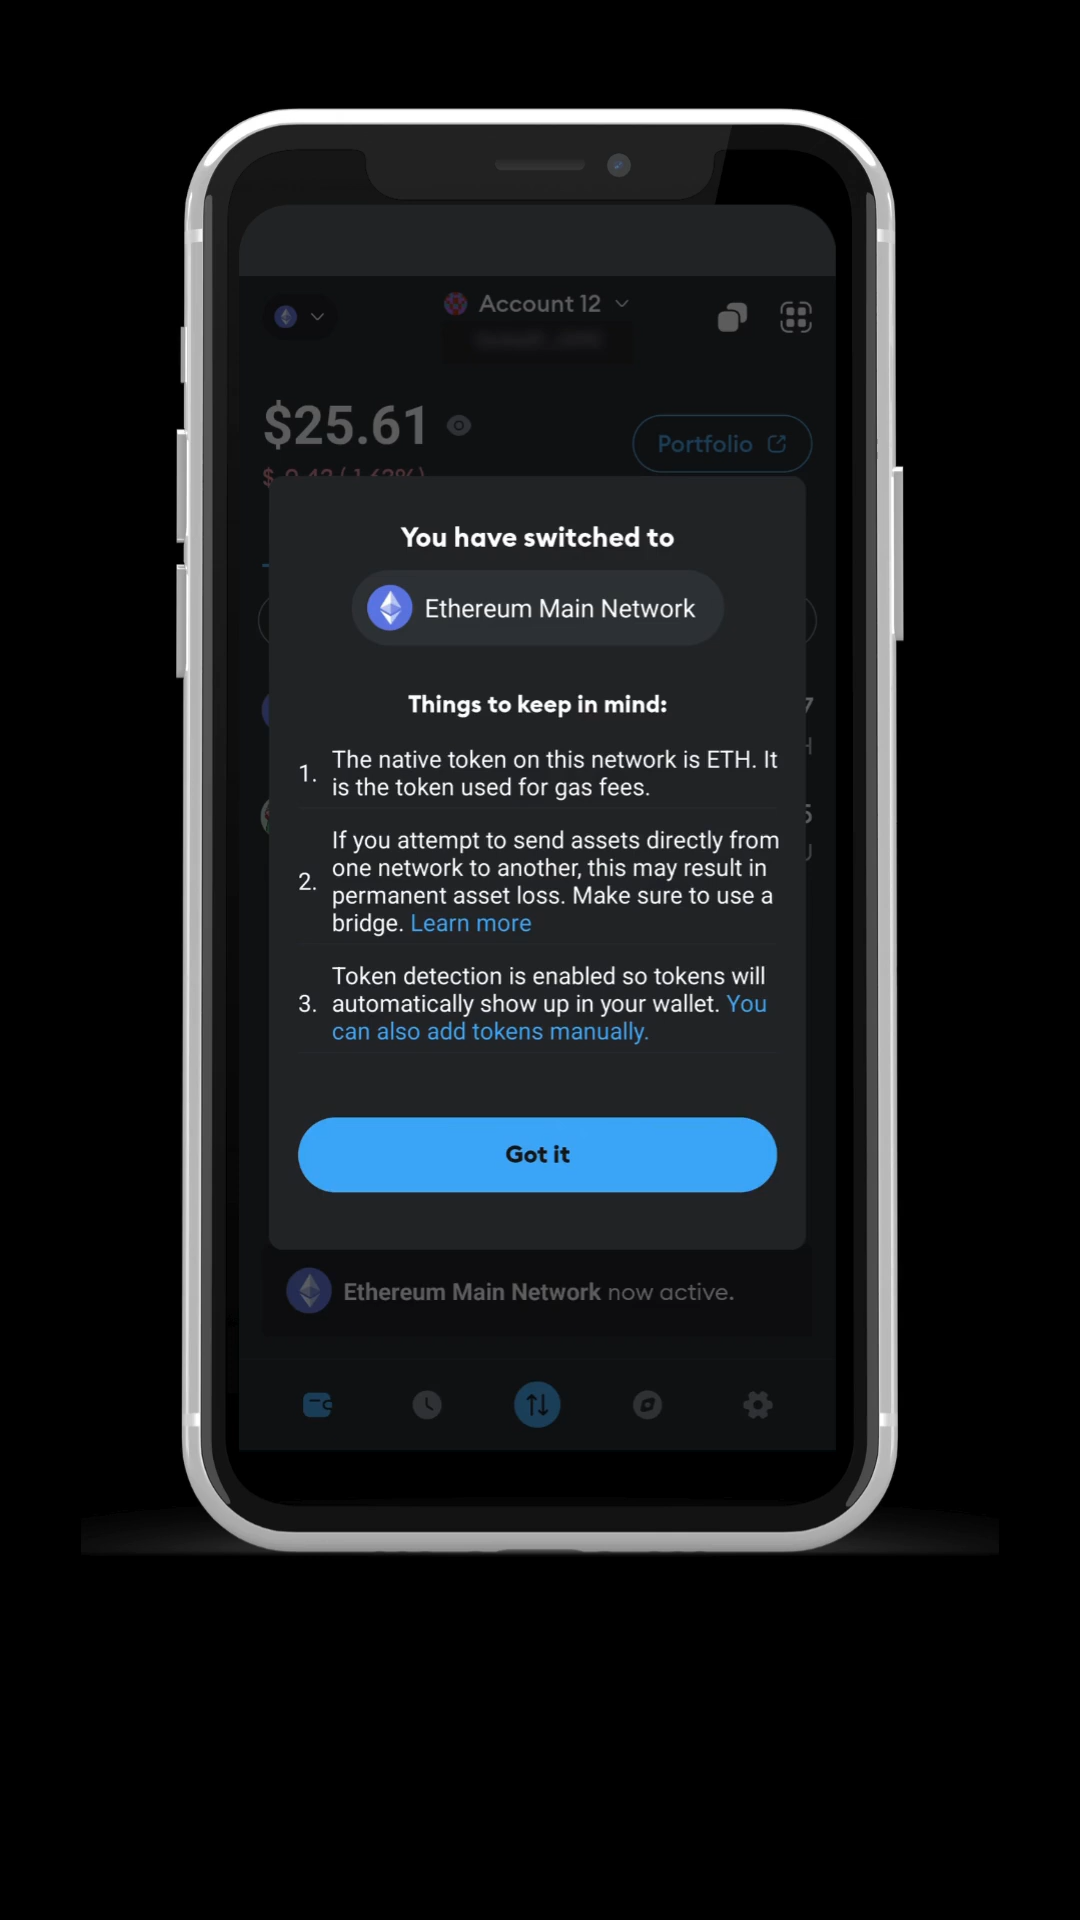 Account 12
$25.61
Portfolio
You have switched to
Ethereum Main Network
Things to keep in mind:
1. The native token on this network is ETH. It
is the token used for gas fees.
2. If you attempt to send assets directly from
one network to another, this may result in
permanent asset loss. Make sure to use a
bridge. Learn more
3. Token detection is enabled so tokens will
automatically show up in your wallet. You
can also add tokens manually.
Got it
Ethereum Main Network now active.